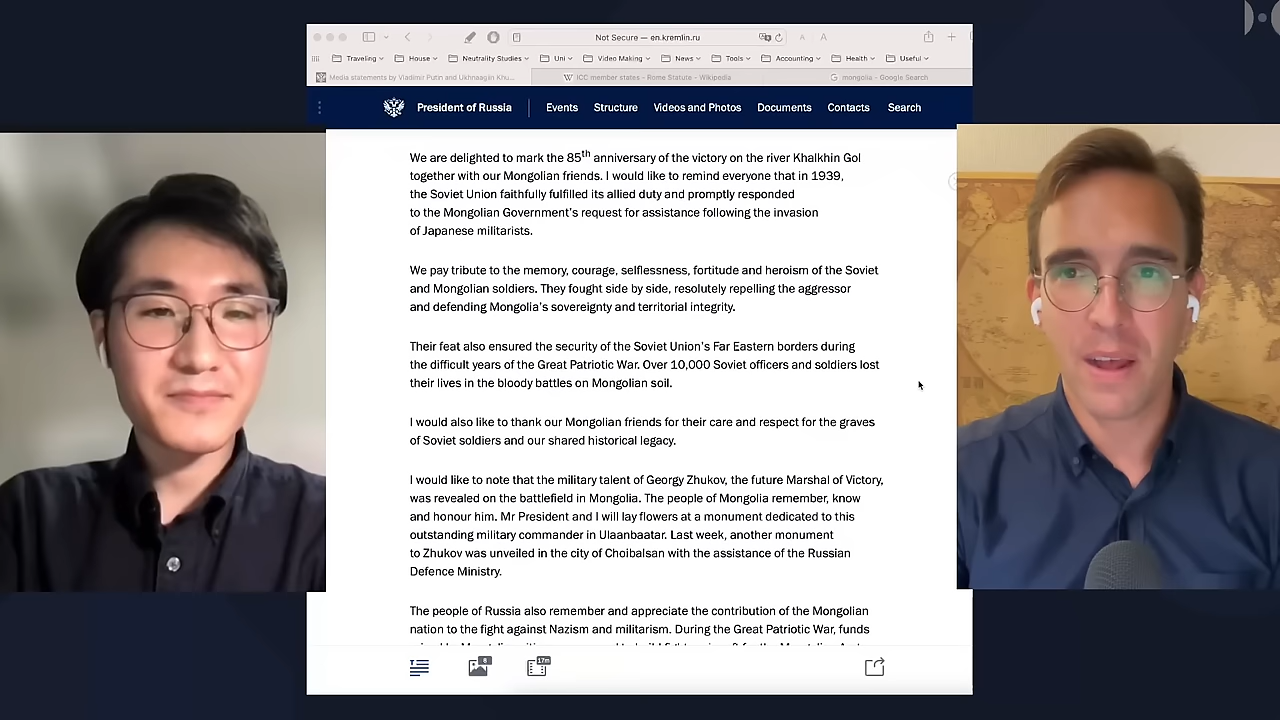 Not Secure — en.kremlin.ru
A A
Traveling House Neutrality Studies Uni Video Making News Tools Accounting Health Useful
Media statements by Vladimir Putin and Ukhnaagiin Khu...
ICC member states - Rome Statute - Wikipedia
mongolia - Google Search
President of Russia
Events Structure Videos and Photos Documents Contacts Search
We are delighted to mark the 85th anniversary of the victory on the river Khalkhin Gol
together with our Mongolian friends. I would like to remind everyone that in 1939,
the Soviet Union faithfully fulfilled its allied duty and promptly responded
to the Mongolian Government's request for assistance following the invasion
of Japanese militarists.
We pay tribute to the memory, courage, selflessness, fortitude and heroism of the Soviet
and Mongolian soldiers. They fought side by side, resolutely repelling the aggressor
and defending Mongolia's sovereignty and territorial integrity.
Their feat also ensured the security of the Soviet Union's Far Eastern borders during
the difficult years of the Great Patriotic War. Over 10,000 Soviet officers and soldiers lost
their lives in the bloody battles on Mongolian soil.
I would also like to thank our Mongolian friends for their care and respect for the graves
of Soviet soldiers and our shared historical legacy.
I would like to note that the military talent of Georgy Zhukov, the future Marshal of Victory,
was revealed on the battlefield in Mongolia. The people of Mongolia remember, know
and honour him. Mr President and I will lay flowers at a monument dedicated to this
outstanding military commander in Ulaanbaatar. Last week, another monument
to Zhukov was unveiled in the city of Choibalsan with the assistance of the Russian
Defence Ministry.
The people of Russia also remember and appreciate the contribution of the Mongolian
nation to the fight against Nazism and militarism. During the Great Patriotic War, funds
6
17m